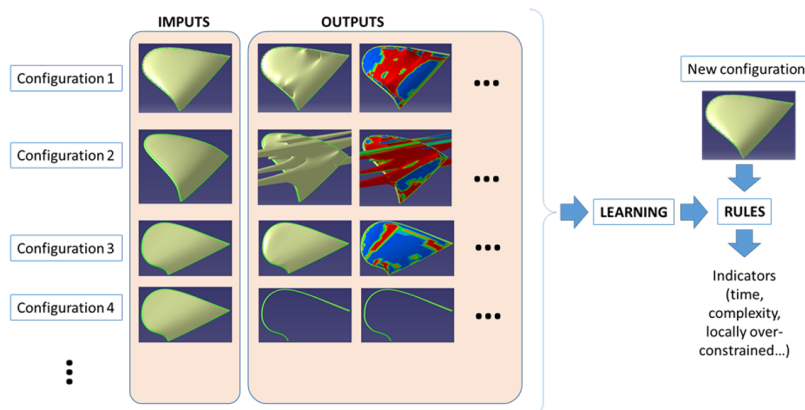 IMPUTS
OUTPUTS
Configuration 1
Configuration 2
Configuration 3
Configuration 4
LEARNING
New configuration
RULES
Indicators
(time,
complexity,
locally over-
constrained...)